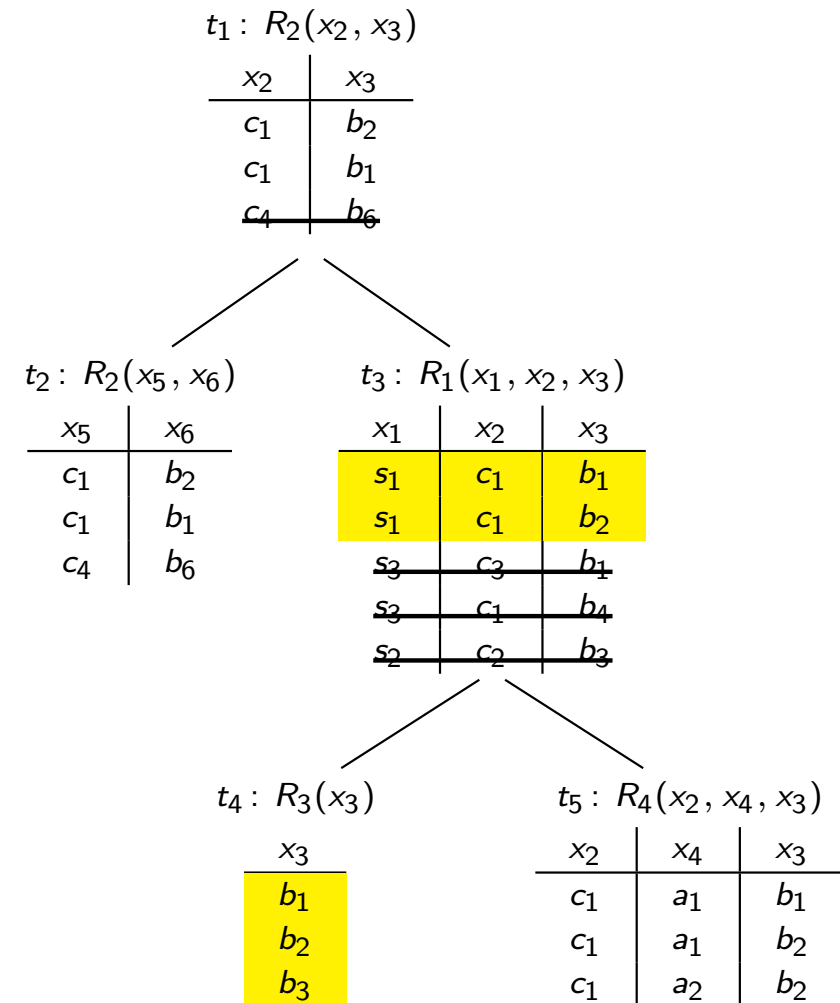 t₁ : R₂(x₂, x₃)
x₂ x₃
c₁ b₂
c₁ b₁
c₄ b₆
t₂ : R₂(x₅, x₆)
x₅ x₆
c₁ b₂
c₁ b₁
c₄ b₆
t₃ : R₁(x₁, x₂, x₃)
x₁ x₂ x₃
s₁ c₁ b₁
s₁ c₁ b₂
s₃ c₃ b₁
s₃ c₁ b₄
s₂ c₂ b₃
t₄ : R₃(x₃)
x₃
b₁
b₂
b₃
t₅ : R₄(x₂, x₄, x₃)
x₂ x₄ x₃
c₁ a₁ b₁
c₁ a₁ b₂
c₁ a₂ b₂